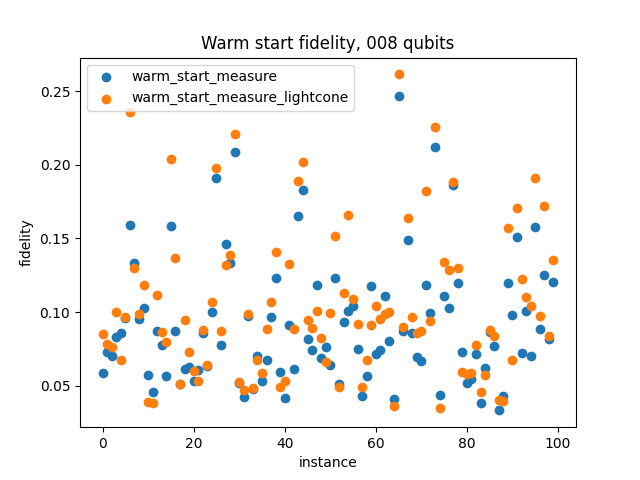 Warm start fidelity, 008 qubits
warm_start_measure
warm_start_measure_lightcone
0.25
0.20
0.15
0.10
0.05
fidelity
0 20 40 60 80 100
instance